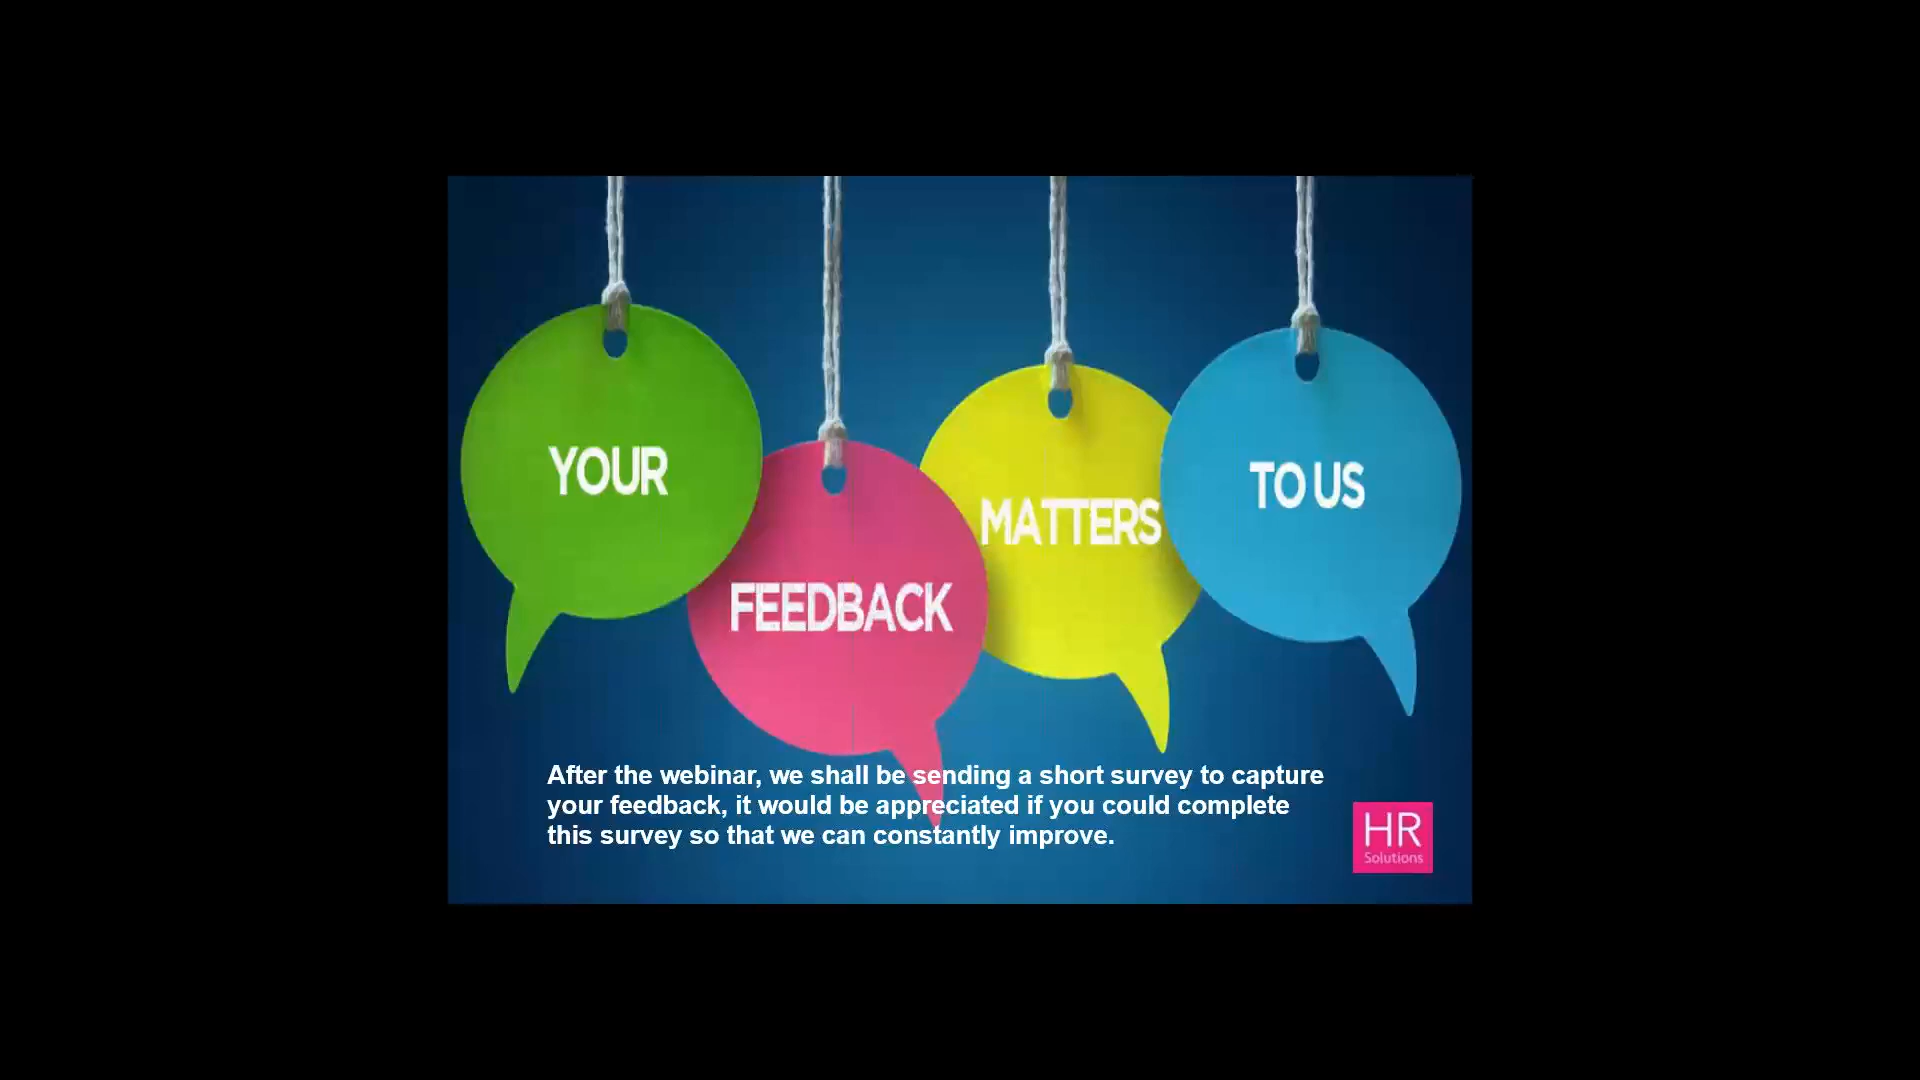 YOUR
FEEDBACK
MATTERS
TO US
After the webinar, we shall be sending a short survey to capture
your feedback, it would be appreciated if you could complete
this survey so that we can constantly improve.
HR
Solutions